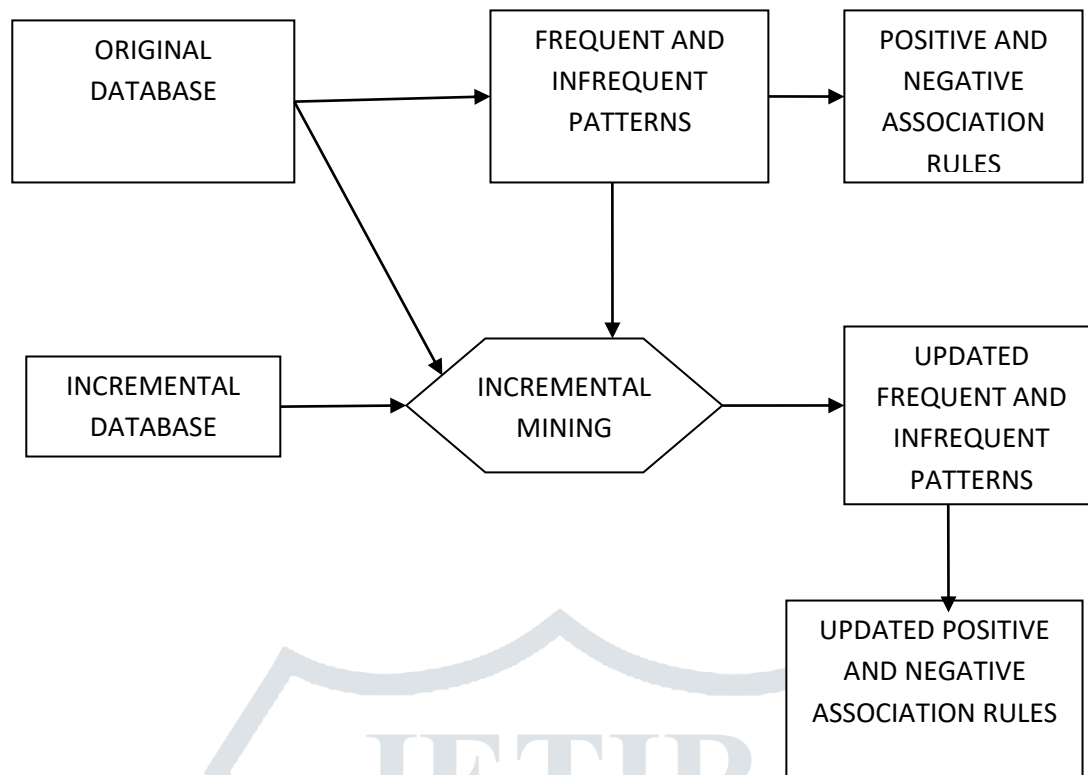 ORIGINAL
DATABASE
FREQUENT AND
INFREQUENT
PATTERNS
POSITIVE AND
NEGATIVE
ASSOCIATION
RULES
INCREMENTAL
DATABASE
INCREMENTAL
MINING
UPDATED
FREQUENT AND
INFREQUENT
PATTERNS
UPDATED POSITIVE
AND NEGATIVE
ASSOCIATION RULES
JETIR